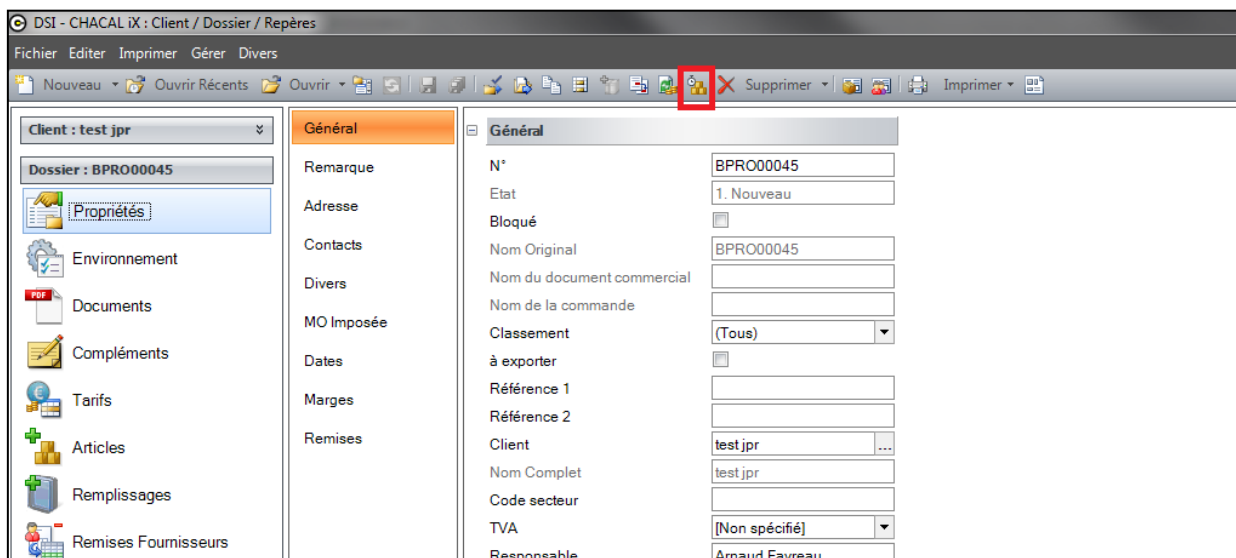 DSI - CHACAL iX : Client / Dossier / Repères
Fichier Editer Imprimer Gérer Divers
Nouveau Ouvrir Récents Ouvrir Supprimer Imprimer
Client : test jpr
Dossier : BPRO00045
Propriétés
Environnement
PDF
Documents
Compléments
Tarifs
Articles
Remplissages
Remises Fournisseurs
Général
Remarque
Adresse
Contacts
Divers
MO Imposée
Dates
Marges
Remises
Général
N° BPRO00045
Etat 1. Nouveau
Bloqué
Nom Original BPRO00045
Nom du document commercial
Nom de la commande
Classement (Tous)
à exporter
Référence 1
Référence 2
Client test jpr ...
Nom Complet test jpr
Code secteur
TVA [Non spécifié]
Responsable Arnaud Favreau